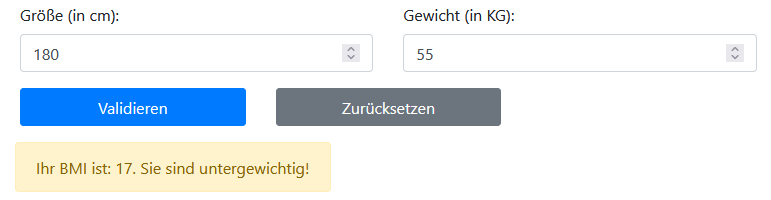 Größe (in cm): Gewicht (in KG):
180 55
Validieren Zurücksetzen
Ihr BMI ist: 17. Sie sind untergewichtig!